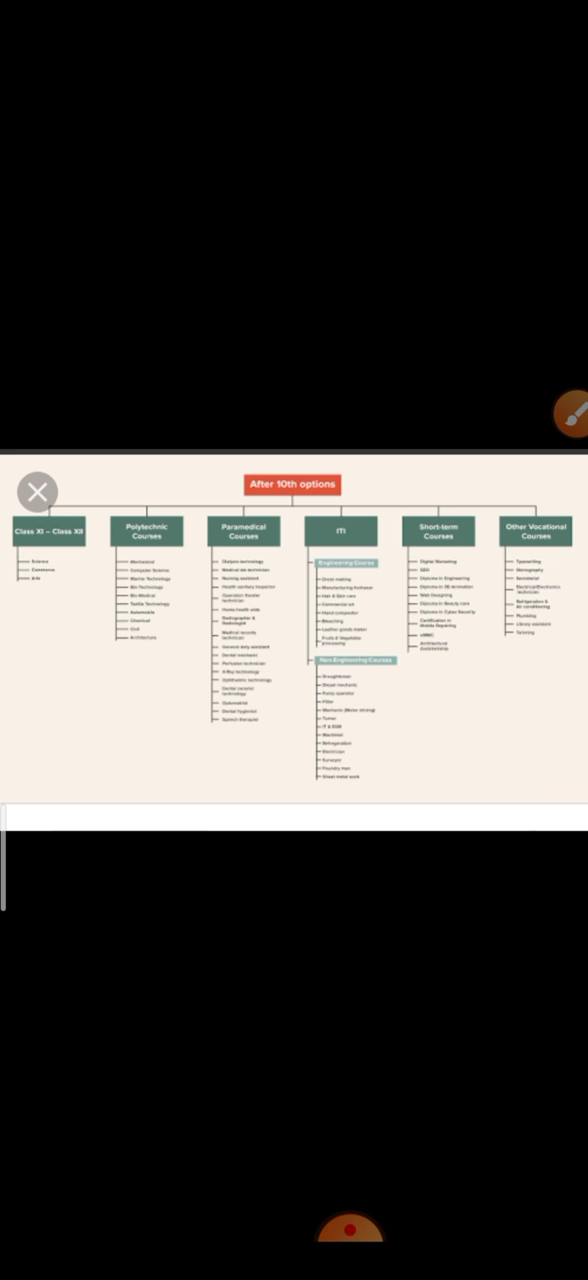 After 10th options
Class XI – Class XII
Science
Commerce
Arts
Polytechnic
Courses
Mechanical
Computer Science
Marine Technology
Bio-Technology
Bio-Medical
Textile Technology
Automobile
Chemical
Civil
Architecture
Paramedical
Courses
Dialysis technology
Medical lab technician
Nursing assistant
Health sanitary inspector
Operation theater
technician
Home health aide
Radiographer &
Radiologist
Medical records
technician
General duty assistant
Dental mechanic
Perfusion technician
X-Ray technology
Ophthalmic technology
Dental
technology
Optometrist
Dental hygienist
Speech therapist
ITI
Engineering Course
Dress making
Manufacturing footwear
Hair & Skin care
Commercial art
Hand compositor
Bleaching
Leather goods maker
Fruits & Vegetable
processing
Non-Engineering Courses
Draughtsman
Diesel mechanic
Pump operator
Fitter
Mechanic (Motor driving)
Turner
IT & ESM
Machinist
Refrigeration
Electrician
Surveyor
Foundry man
Sheet metal work
Short-term
Courses
Digital Marketing
SEO
Diploma in Engineering
Diploma in 3D Animation
Web Designing
Diploma in Beauty care
Diploma in Cyber Security
Certification in
Mobile Repairing
Architectural
Other Vocational
Courses
Typewriting
Stenography
Secretarial
Electrical/Electronics
technician
Refrigeration &
Air conditioning
Plumbing
Library assistant
Tailoring